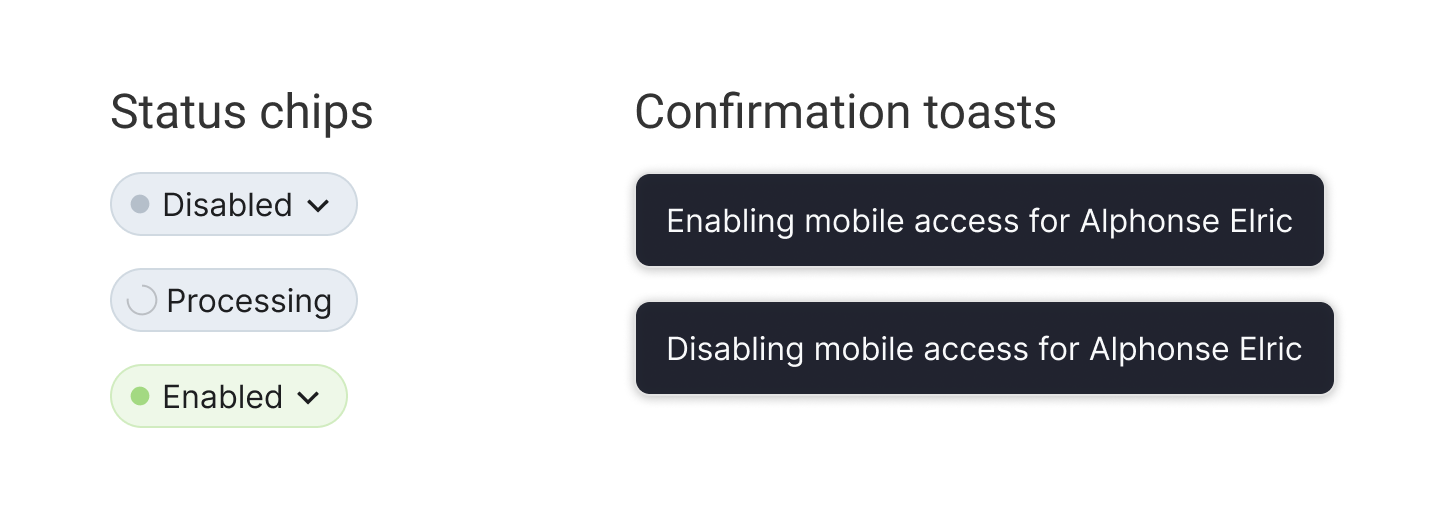 Status chips
Disabled
Processing
Enabled
Confirmation toasts
Enabling mobile access for Alphonse Elric
Disabling mobile access for Alphonse Elric